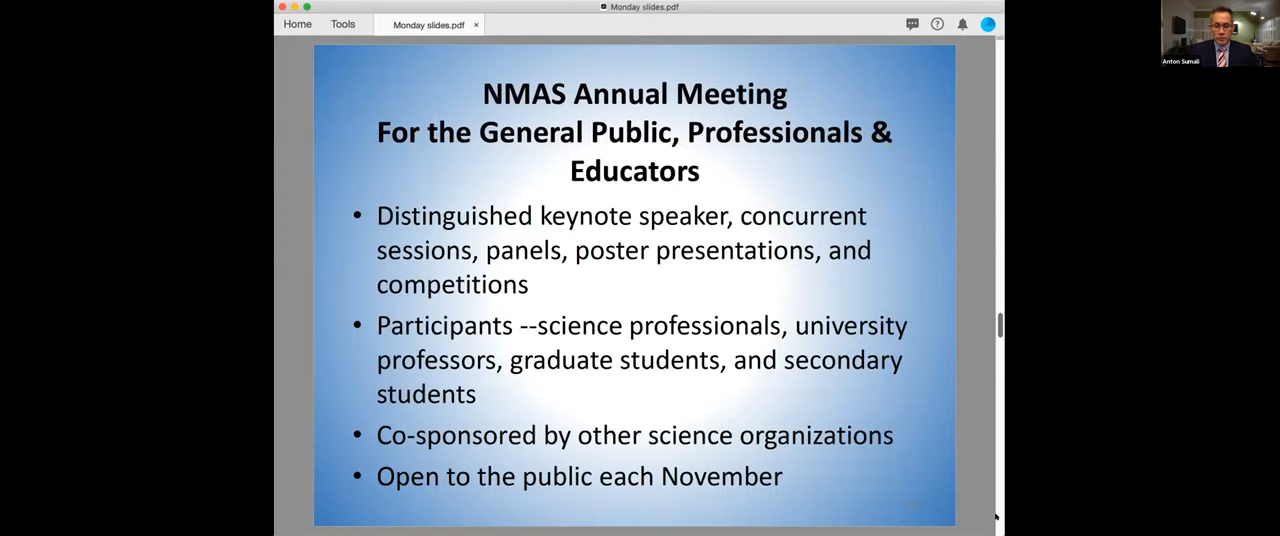 Monday slides.pdf
Home
Tools
Monday slides.pdf ×
Anton Sumali
NMAS Annual Meeting
For the General Public, Professionals &
Educators
• Distinguished keynote speaker, concurrent
sessions, panels, poster presentations, and
competitions
• Participants --science professionals, university
professors, graduate students, and secondary
students
• Co-sponsored by other science organizations
• Open to the public each November